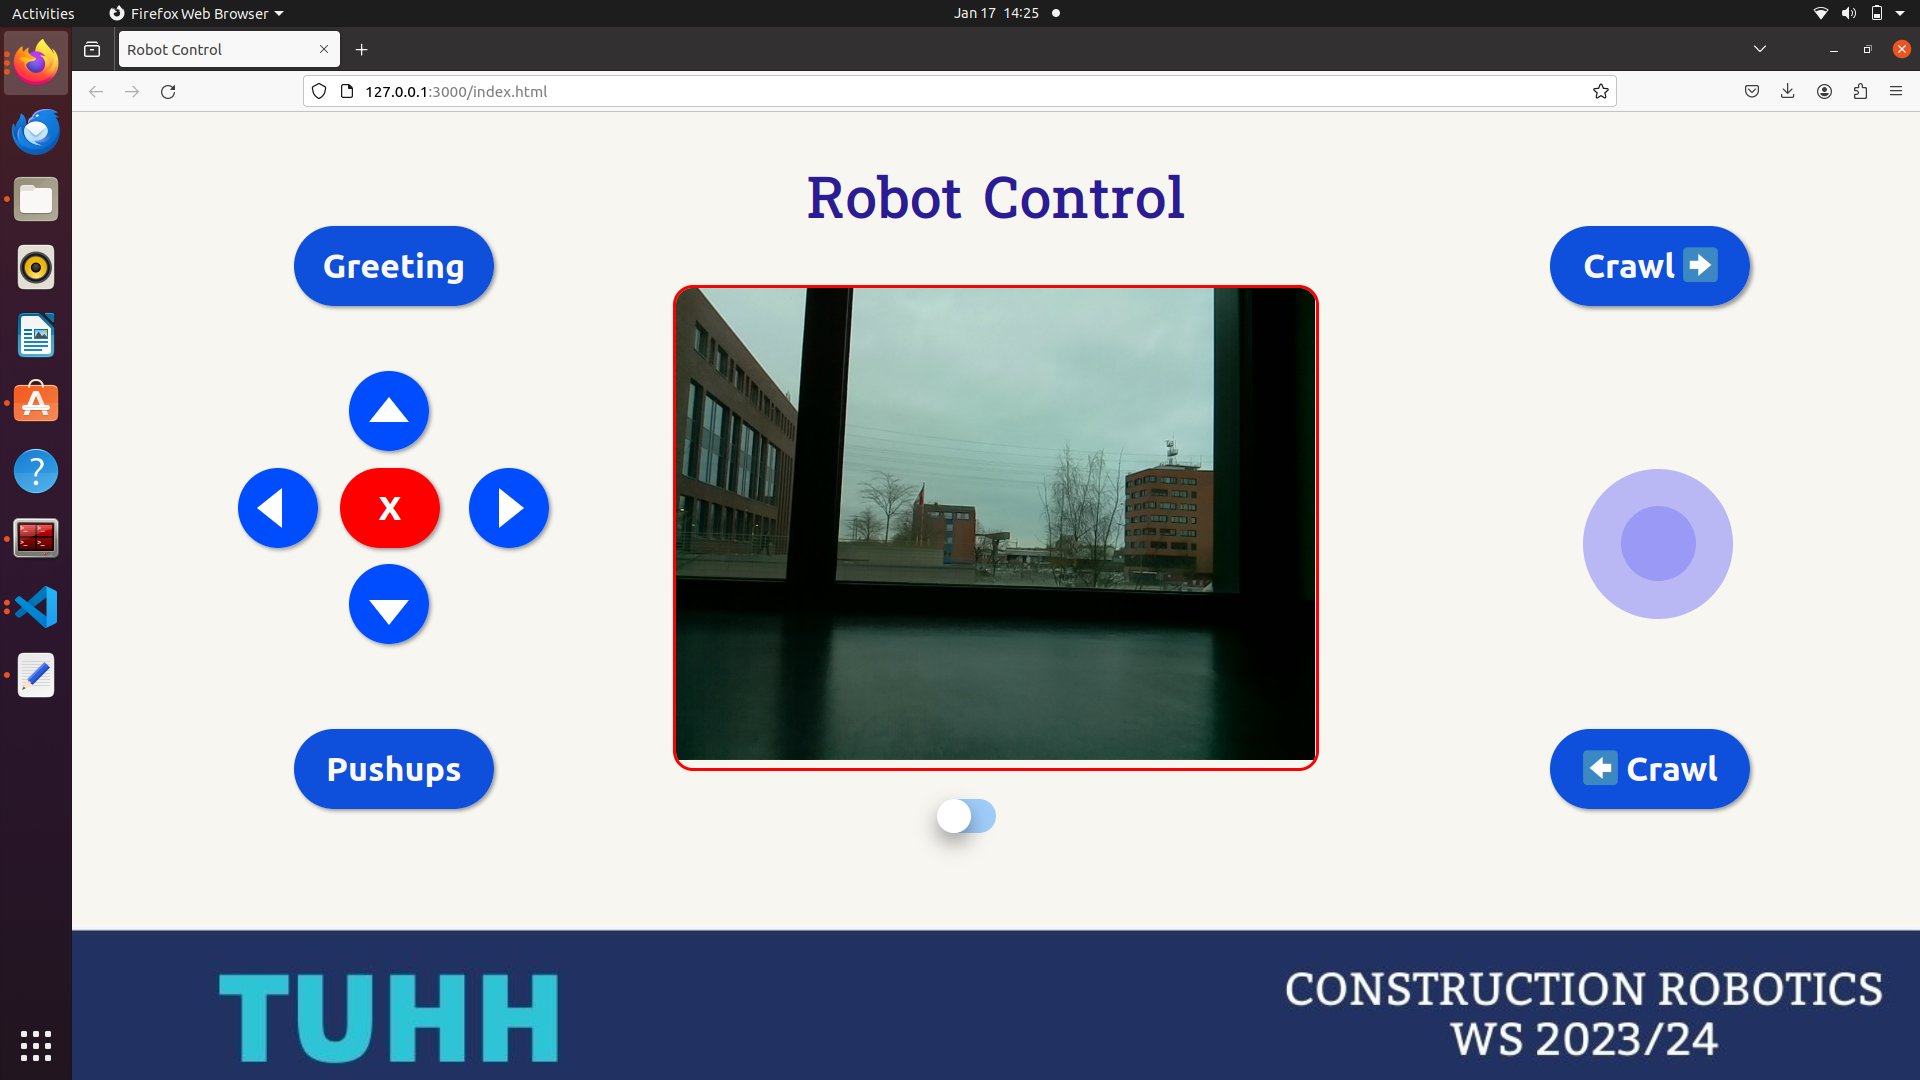 Activities
Firefox Web Browser
Jan 17 14:25
Robot Control
127.0.0.1:3000/index.html
Robot Control
Greeting
Crawl ➡
X
Pushups
⬅ Crawl
TUHH
CONSTRUCTION ROBOTICS
WS 2023/24